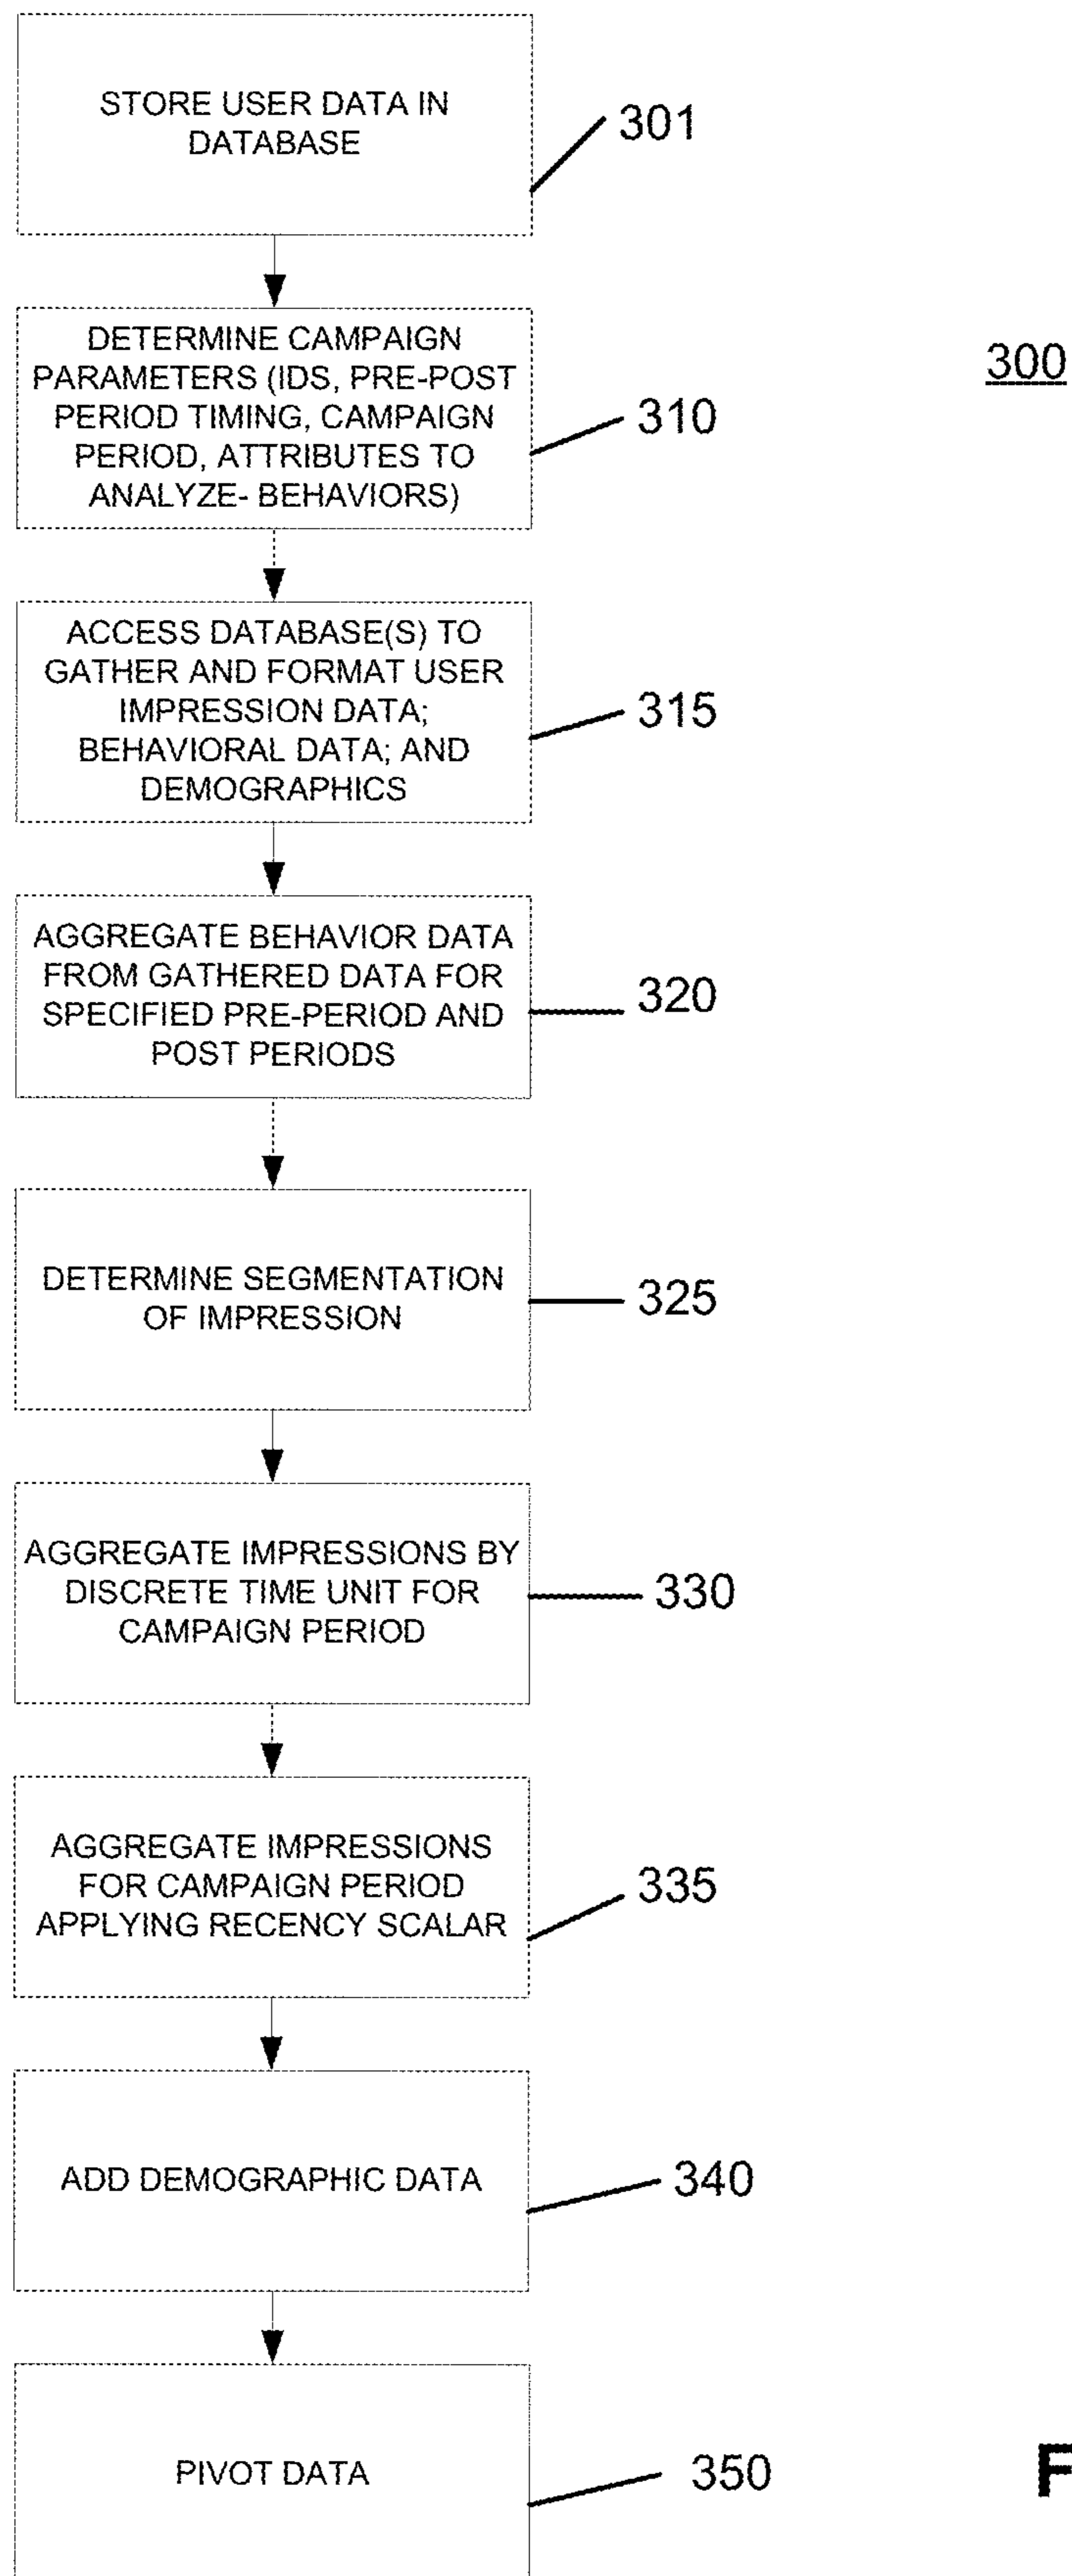 STORE USER DATA IN
DATABASE
301
300
DETERMINE CAMPAIGN
PARAMETERS (IDS, PRE-POST
PERIOD TIMING, CAMPAIGN
PERIOD, ATTRIBUTES TO
ANALYZE- BEHAVIORS)
310
ACCESS DATABASE(S) TO
GATHER AND FORMAT USER
IMPRESSION DATA;
BEHAVIORAL DATA; AND
DEMOGRAPHICS
315
AGGREGATE BEHAVIOR DATA
FROM GATHERED DATA FOR
SPECIFIED PRE-PERIOD AND
POST PERIODS
320
DETERMINE SEGMENTATION
OF IMPRESSION
325
AGGREGATE IMPRESSIONS BY
DISCRETE TIME UNIT FOR
CAMPAIGN PERIOD
330
AGGREGATE IMPRESSIONS
FOR CAMPAIGN PERIOD
APPLYING RECENCY SCALAR
335
ADD DEMOGRAPHIC DATA
340
PIVOT DATA
350